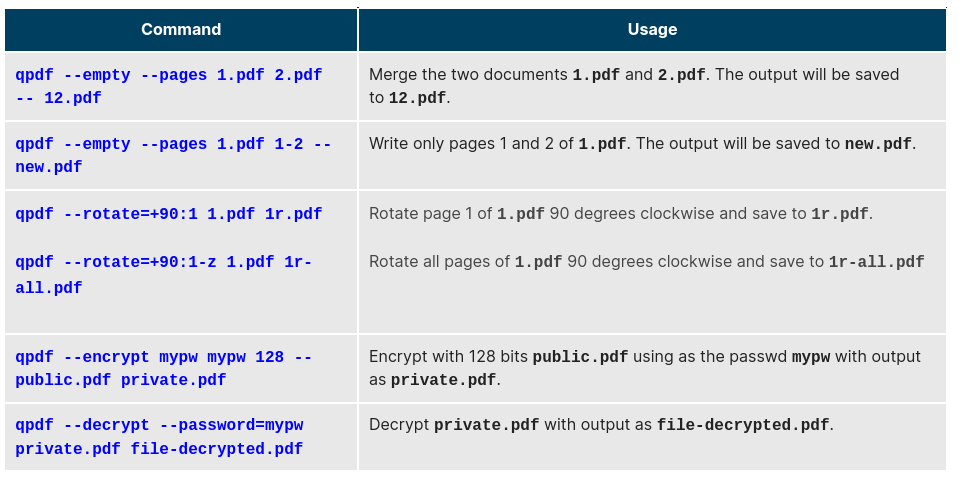 Command
Usage
qpdf --empty --pages 1.pdf 2.pdf
-- 12.pdf
Merge the two documents 1.pdf and 2.pdf. The output will be saved
to 12.pdf.
qpdf --empty --pages 1.pdf 1-2 --
new.pdf
Write only pages 1 and 2 of 1.pdf. The output will be saved to new.pdf.
qpdf --rotate=+90:1 1.pdf 1r.pdf
Rotate page 1 of 1.pdf 90 degrees clockwise and save to 1r.pdf.
qpdf --rotate=+90:1-z 1.pdf 1r-
all.pdf
Rotate all pages of 1.pdf 90 degrees clockwise and save to 1r-all.pdf
qpdf --encrypt mypw mypw 128 --
public.pdf private.pdf
Encrypt with 128 bits public.pdf using as the passwd mypw with output
as private.pdf.
qpdf --decrypt --password=mypw
private.pdf file-decrypted.pdf
Decrypt private.pdf with output as file-decrypted.pdf.